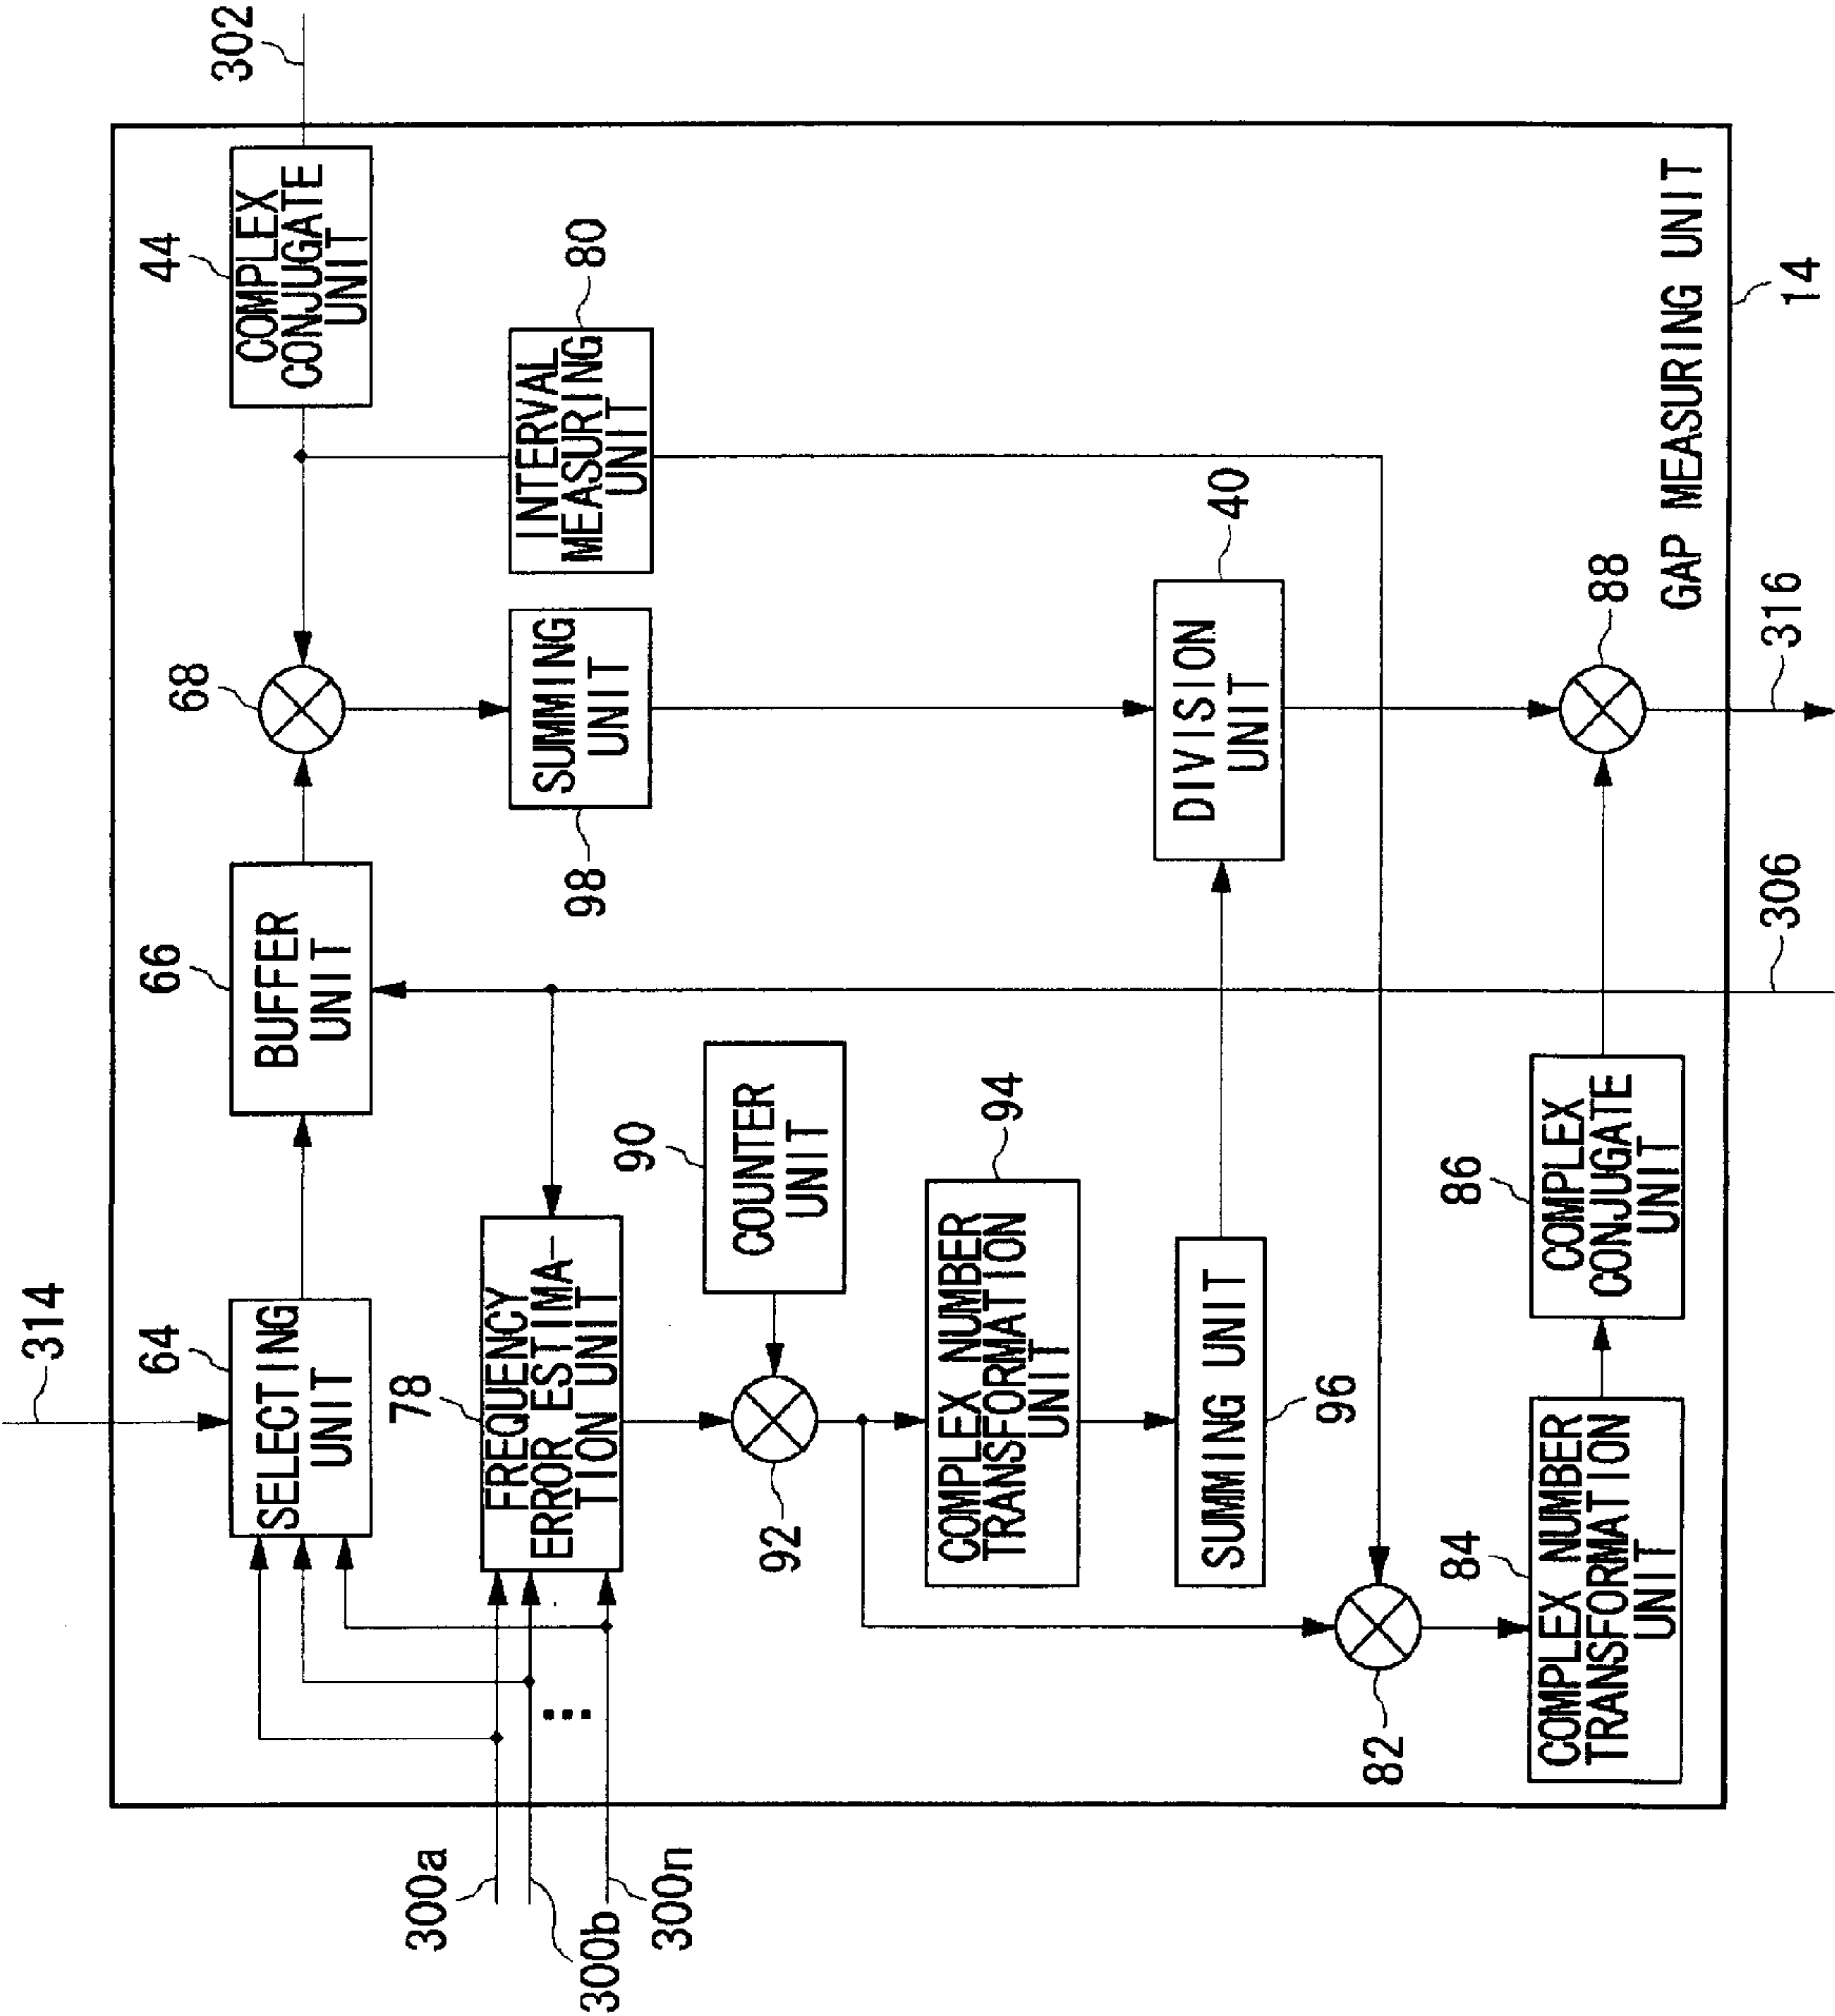 314
302
64
SELECTING
UNIT
66
BUFFER
UNIT
68
44
COMPLEX
CONJUGATE
UNIT
300a
300b
300n
78
FREQUENCY
ERROR ESTIMA-
TION UNIT
98
SUMMING
UNIT
80
INTERVAL
MEASURING
UNIT
90
COUNTER
UNIT
92
94
COMPLEX NUMBER
TRANSFORMATION
UNIT
96
SUMMING UNIT
40
DIVISION
UNIT
82
84
COMPLEX NUMBER
TRANSFORMATION
UNIT
86
COMPLEX
CONJUGATE
UNIT
88
GAP MEASURING UNIT
14
306
316